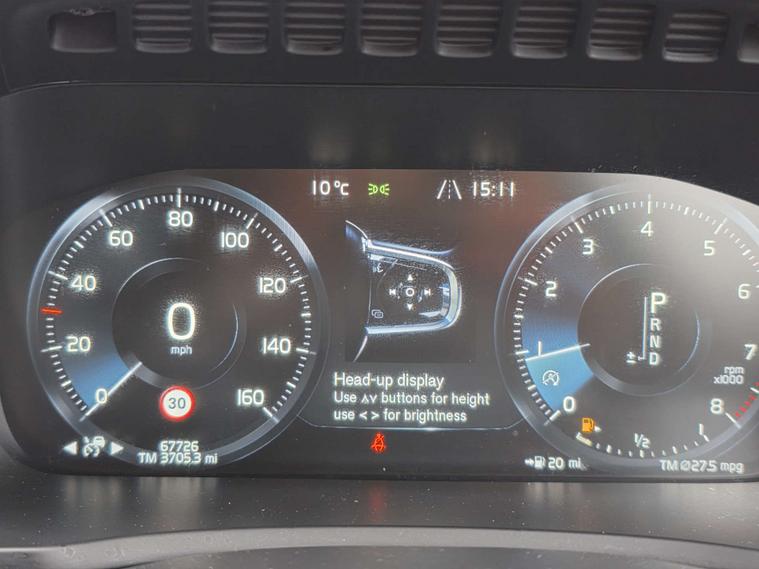 10°C
15:11
0
20
40
60
80
100
120
140
160
0
mph
30
67726
TM 3705.3 mi
Head-up display
Use ∧∨ buttons for height
use < > for brightness
0
1
2
3
4
5
6
7
8
rpm
x1000
P
R
N
D
±
½
1
20 mi
TM Ø27.5 mpg